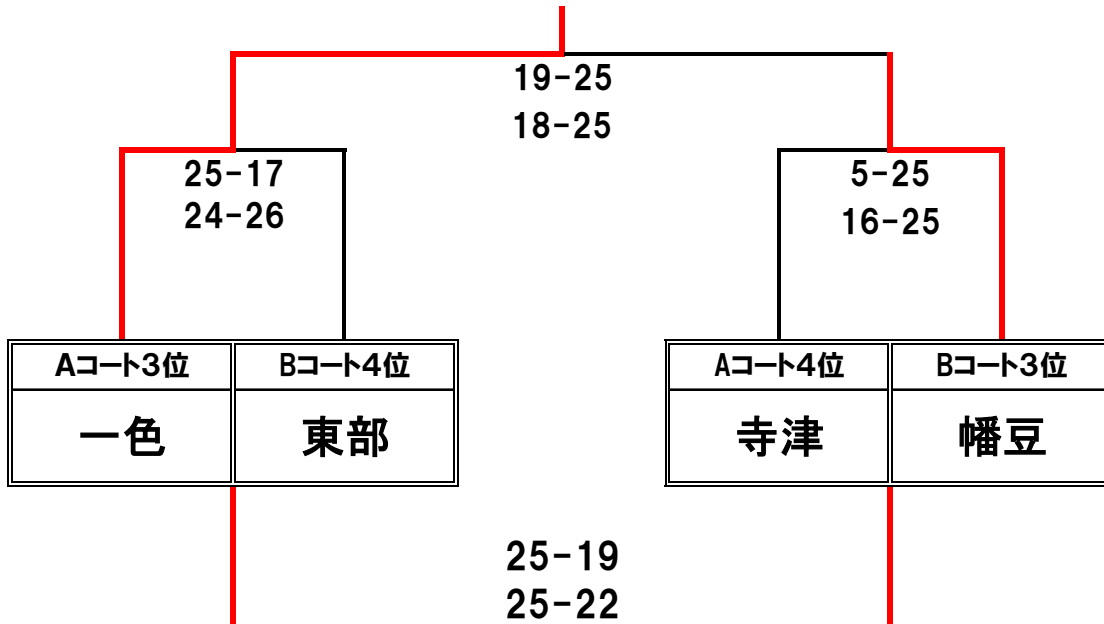 19-25
18-25
25-17
24-26
5-25
16-25
Aコート3位
Bコート4位
Aコート4位
Bコート3位
一色
東部
寺津
幡豆
25-19
25-22